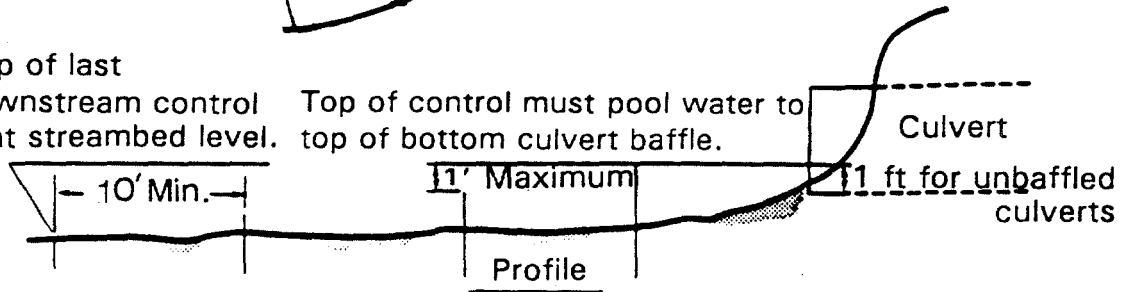 p of last
wnstream control
at streambed level.
Top of control must pool water to
top of bottom culvert baffle.
Culvert
10' Min.
1' Maximum
1 ft for unbaffled
culverts
Profile